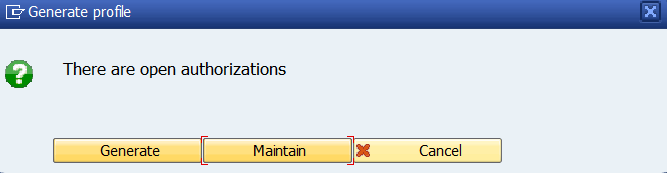 Generate profile
There are open authorizations
Generate
Maintain
Cancel